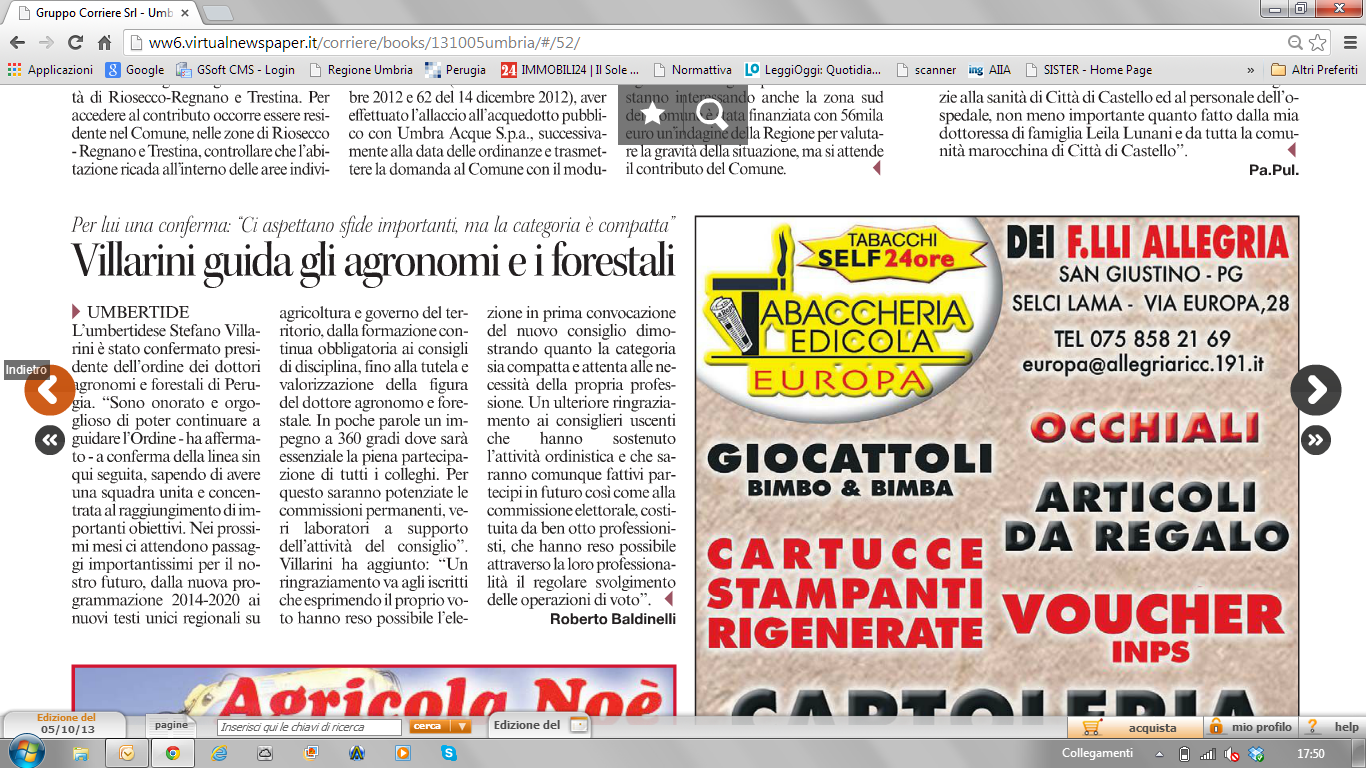 Gruppo Corriere Srl - Umb
ww6.virtualnewspaper.it/corriere/books/131005umbria/#/52/
Applicazioni
Google
GSoft CMS - Login
Regione Umbria
Perugia
24 IMMOBILI24 | Il Sole ...
Normattiva
LO LeggiOggi: Quotidia...
scanner
ing AIIA
SISTER - Home Page
»
Altri Preferiti
tà di Riosecco-Regnano e Trestina. Per
accedere al contributo occorre essere resi-
dente nel Comune, nelle zone di Riosecco
- Regnano e Trestina, controllare che l'abi-
tazione ricada all'interno delle aree indivi-
bre 2012 e 62 del 14 dicembre 2012), aver
effettuato l'allaccio all'acquedotto pubbli-
co con Umbra Acque S.p.a., successiva-
mente alla data delle ordinanze e trasmet-
tere la domanda al Comune con il modu-
stanno interessando anche la zona sud
del comune è stata finanziata con 56mila
euro un'indagine della Regione per valuta-
re la gravità della situazione, ma si attende
il contributo del Comune.
zie alla sanità di Città di Castello ed al personale dell'o-
spedale, non meno importante quanto fatto dalla mia
dottoressa di famiglia Leila Lunani e da tutta la comu-
nità marocchina di Città di Castello”.
Pa.Pul.
Per lui una conferma: “Ci aspettano sfide importanti, ma la categoria è compatta”
Villarini guida gli agronomi e i forestali
UMBERTIDE
L'umbertidese Stefano Villa-
rini è stato confermato presi-
dente dell'ordine dei dottori
agronomi e forestali di Peru-
gia. “Sono onorato e orgo-
glioso di poter continuare a
guidare l'Ordine - ha afferma-
to - a conferma della linea sin
qui seguita, sapendo di avere
una squadra unita e concen-
trata al raggiungimento di im-
portanti obiettivi. Nei prossi-
mi mesi ci attendono passag-
gi importantissimi per il no-
stro futuro, dalla nuova pro-
grammazione 2014-2020 ai
nuovi testi unici regionali su
agricoltura e governo del ter-
ritorio, dalla formazione con-
tinua obbligatoria ai consigli
di disciplina, fino alla tutela e
valorizzazione della figura
del dottore agronomo e fore-
stale. In poche parole un im-
pegno a 360 gradi dove sarà
essenziale la piena partecipa-
zione di tutti i colleghi. Per
questo saranno potenziate le
commissioni permanenti, ve-
ri laboratori a supporto
dell'attività del consiglio”.
Villarini ha aggiunto: “Un
ringraziamento va agli iscritti
che esprimendo il proprio vo-
to hanno reso possibile l'ele-
zione in prima convocazione
del nuovo consiglio dimo-
strando quanto la categoria
sia compatta e attenta alle ne-
cessità della propria profes-
sione. Un ulteriore ringrazia-
mento ai consiglieri uscenti
che hanno sostenuto
l'attività ordinistica e che sa-
ranno comunque fattivi par-
tecipi in futuro così come alla
commissione elettorale, costi-
tuita da ben otto professioni-
sti, che hanno reso possibile
attraverso la loro professiona-
lità il regolare svolgimento
delle operazioni di voto”.
Roberto Baldinelli
Indietro
TABACCHI
SELF 24ore
TABACCHERIA
EDICOLA
EUROPA
DEI F.LLI ALLEGRIA
SAN GIUSTINO - PG
SELCI LAMA - VIA EUROPA,28
TEL 075 858 21 69
europa@allegriaricc.191.it
GIOCATTOLI
BIMBO & BIMBA
OCCHIALI
ARTICOLI
DA REGALO
CARTUCCE
STAMPANTI
RIGENERATE
VOUCHER
INPS
CARTOLERIA
Agricola Noè
Edizione del
05/10/13
pagine
Inserisci qui le chiavi di ricerca
cerca
Edizione del
acquista
mio profilo
? help
Collegamenti
17:50